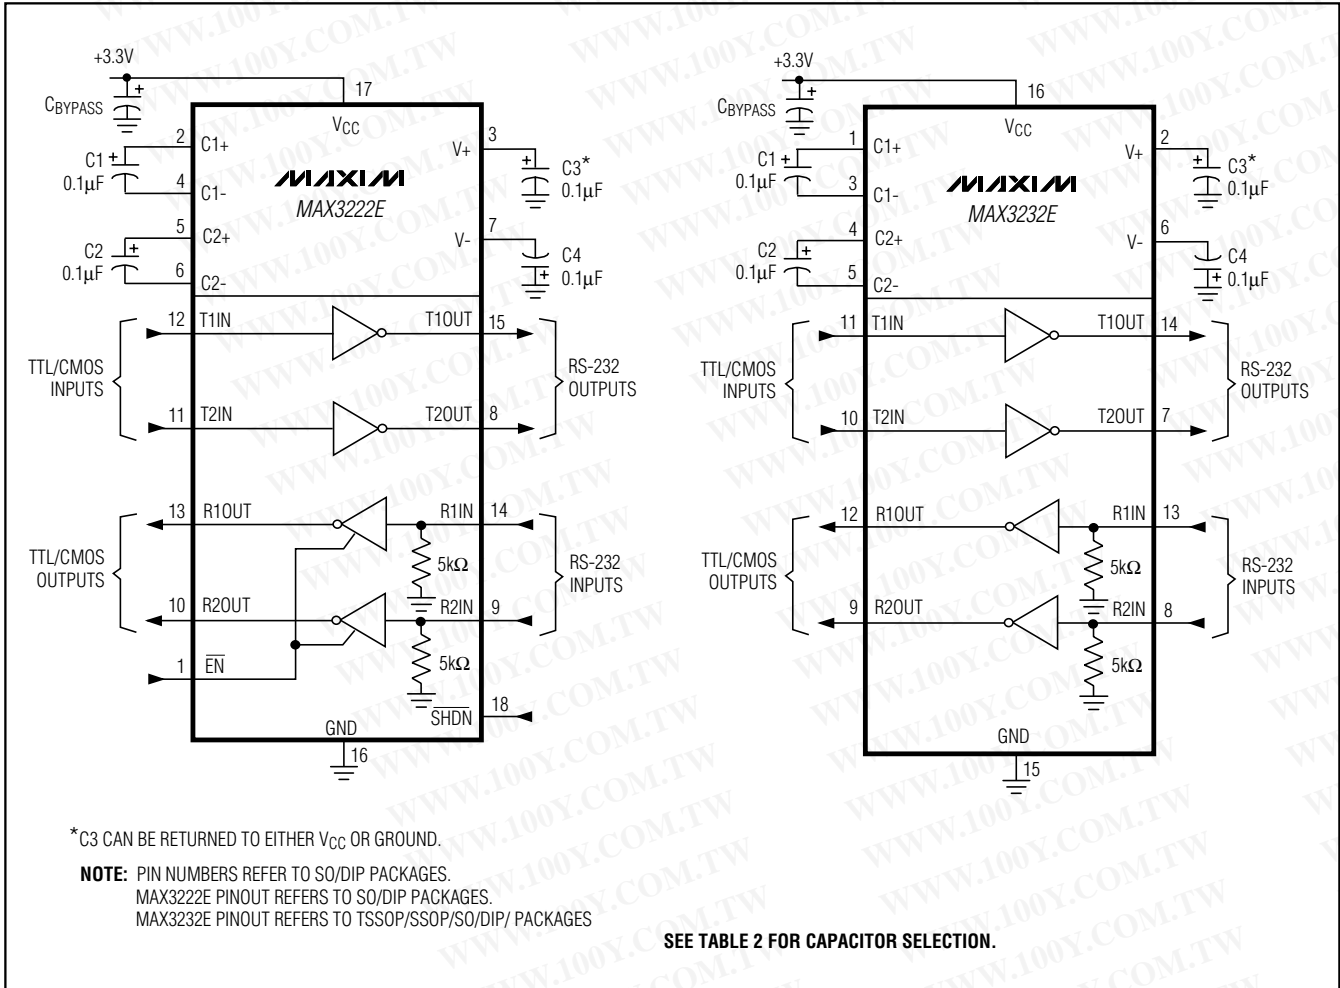 +3.3V
17
CBYPASS
VCC
2
C1+
3
V+
C1
0.1µF
4
C1-
C3*
0.1µF
MAXIM
MAX3222E
5
C2+
7
V-
C2
0.1µF
6
C2-
C4
0.1µF
12
T1IN
T1OUT
15
TTL/CMOS
INPUTS
RS-232
OUTPUTS
11
T2IN
T2OUT
8
13
R1OUT
R1IN
14
TTL/CMOS
OUTPUTS
5kΩ
RS-232
INPUTS
10
R2OUT
R2IN
9
1
EN
5kΩ
SHDN
18
GND
16
+3.3V
16
CBYPASS
VCC
1
C1+
2
V+
C1
0.1µF
3
C1-
C3*
0.1µF
MAXIM
MAX3232E
4
C2+
6
V-
C2
0.1µF
5
C2-
C4
0.1µF
11
T1IN
T1OUT
14
TTL/CMOS
INPUTS
RS-232
OUTPUTS
10
T2IN
T2OUT
7
12
R1OUT
R1IN
13
TTL/CMOS
OUTPUTS
5kΩ
RS-232
INPUTS
9
R2OUT
R2IN
8
5kΩ
GND
15
*C3 CAN BE RETURNED TO EITHER VCC OR GROUND.
NOTE: PIN NUMBERS REFER TO SO/DIP PACKAGES.
MAX3222E PINOUT REFERS TO SO/DIP PACKAGES.
MAX3232E PINOUT REFERS TO TSSOP/SSOP/SO/DIP/ PACKAGES
SEE TABLE 2 FOR CAPACITOR SELECTION.
WWW.100Y.COM.TW